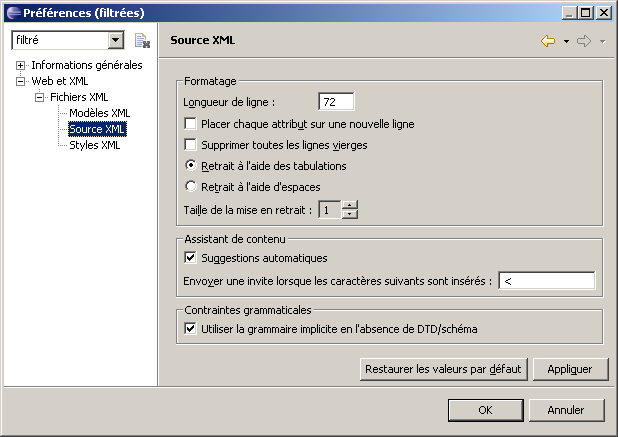 Préférences (filtrées)
filtré
Informations générales
Web et XML
Fichiers XML
Modèles XML
Source XML
Styles XML
Source XML
Formatage
Longueur de ligne :
72
Placer chaque attribut sur une nouvelle ligne
Supprimer toutes les lignes vierges
Retrait à l'aide des tabulations
Retrait à l'aide d'espaces
Taille de la mise en retrait :
1
Assistant de contenu
Suggestions automatiques
Envoyer une invite lorsque les caractères suivants sont insérés :
<
Contraintes grammaticales
Utiliser la grammaire implicite en l'absence de DTD/schéma
Restaurer les valeurs par défaut
Appliquer
OK
Annuler